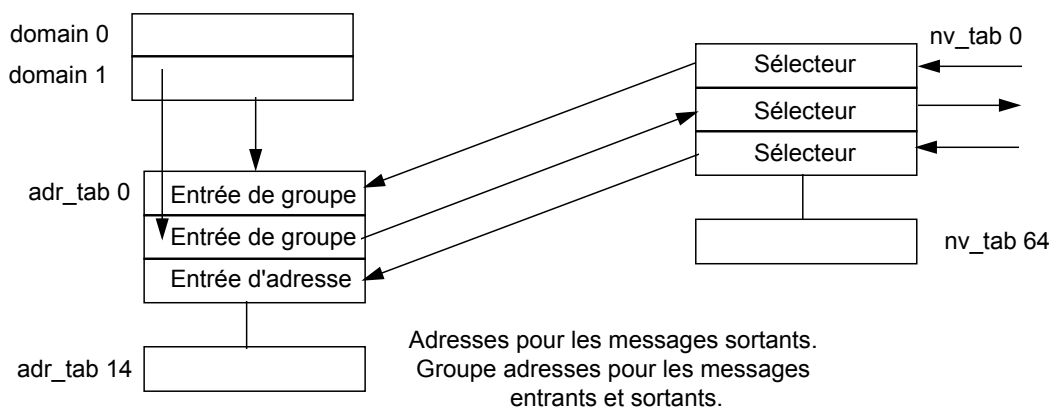 domain 0
domain 1
nv_tab 0
Sélecteur
Sélecteur
Sélecteur
adr_tab 0
Entrée de groupe
Entrée de groupe
Entrée d'adresse
nv_tab 64
adr_tab 14
Adresses pour les messages sortants.
Groupe adresses pour les messages
entrants et sortants.